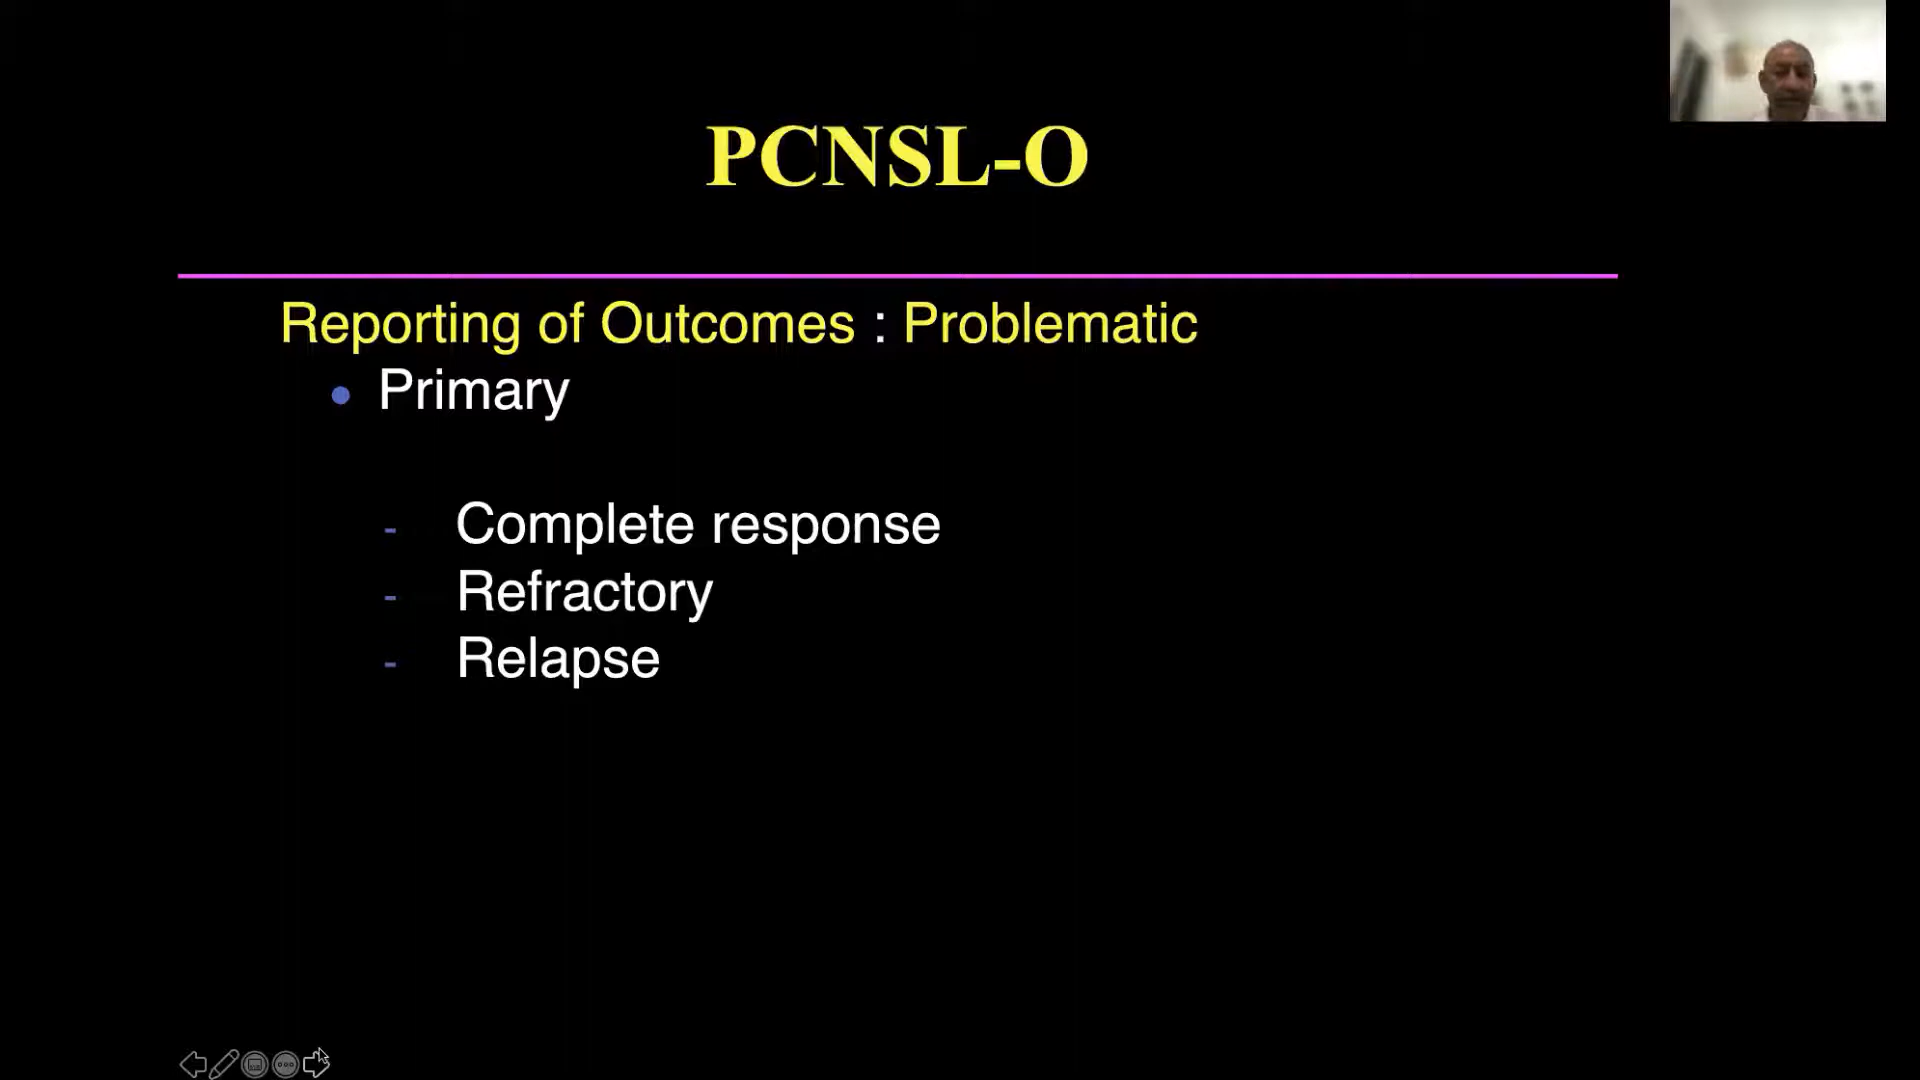 PCNSL-O
Reporting of Outcomes : Problematic
• Primary
- Complete response
- Refractory
- Relapse